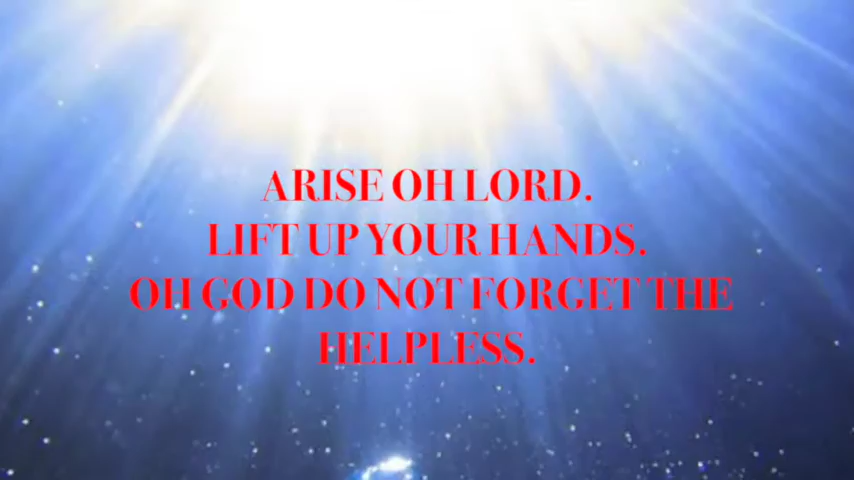 ARISE OH LORD.
LIFT UP YOUR HANDS.
OH GOD DO NOT FORGET THE
HELPLESS.